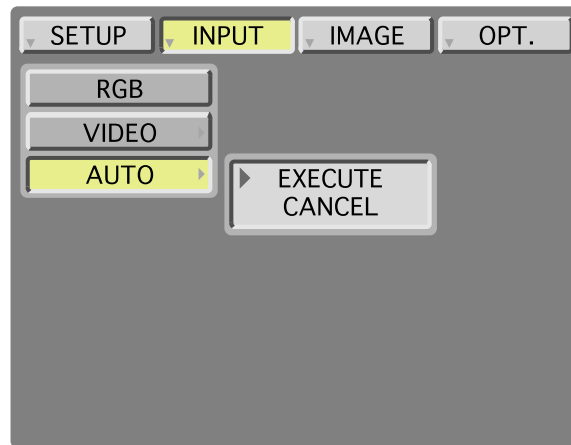 SETUP INPUT IMAGE OPT.
RGB
VIDEO
AUTO
EXECUTE
CANCEL